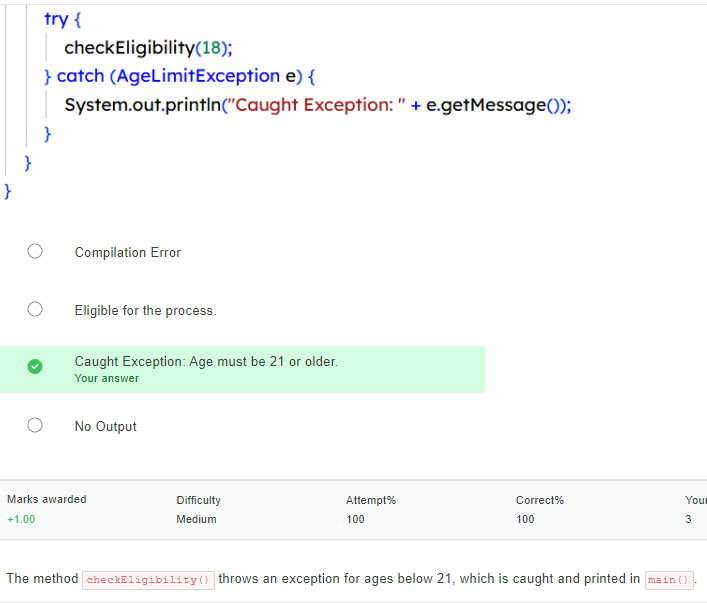 try {
checkEligibility(18);
} catch (AgeLimitException e) {
System.out.println("Caught Exception: " + e.getMessage());
}
}
}
Compilation Error
Eligible for the process.
Caught Exception: Age must be 21 or older.
Your answer
No Output
Marks awarded Difficulty Attempt% Correct% Your
+1.00 Medium 100 100 3
The method checkEligibility() throws an exception for ages below 21, which is caught and printed in main().